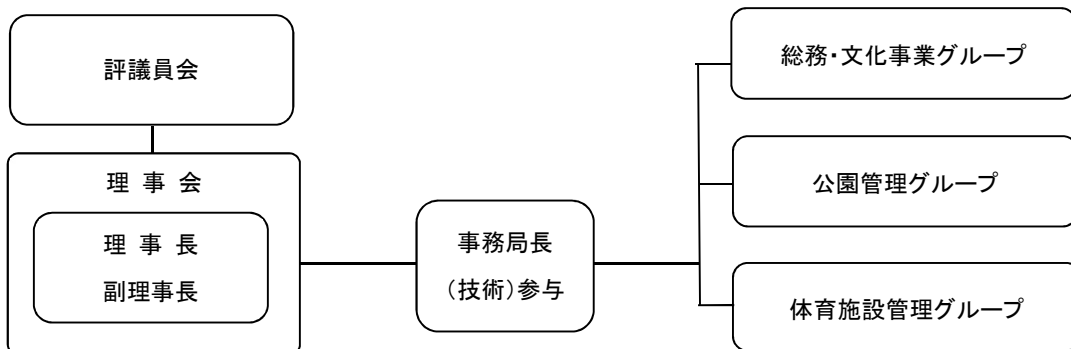 評議員会
理 事 会
理 事 長
副理事長
事務局長
(技術)参与
総務・文化事業グループ
公園管理グループ
体育施設管理グループ